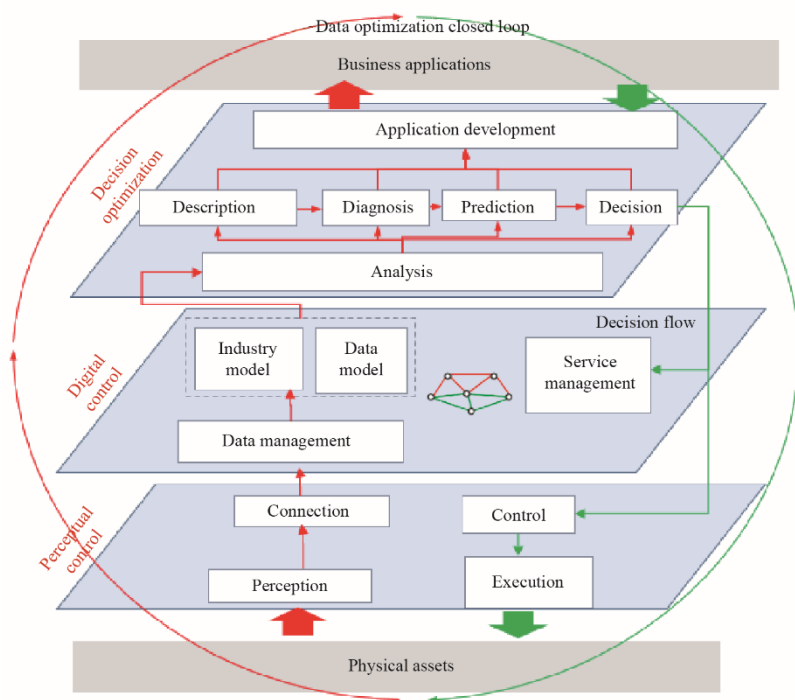 Data optimization closed loop
Business applications
Application development
Decision
optimization
Description
Diagnosis
Prediction
Decision
Analysis
Decision flow
Industry
model
Data
model
Service
management
Digital
control
Data management
Connection
Control
Perceptual
control
Perception
Execution
Physical assets